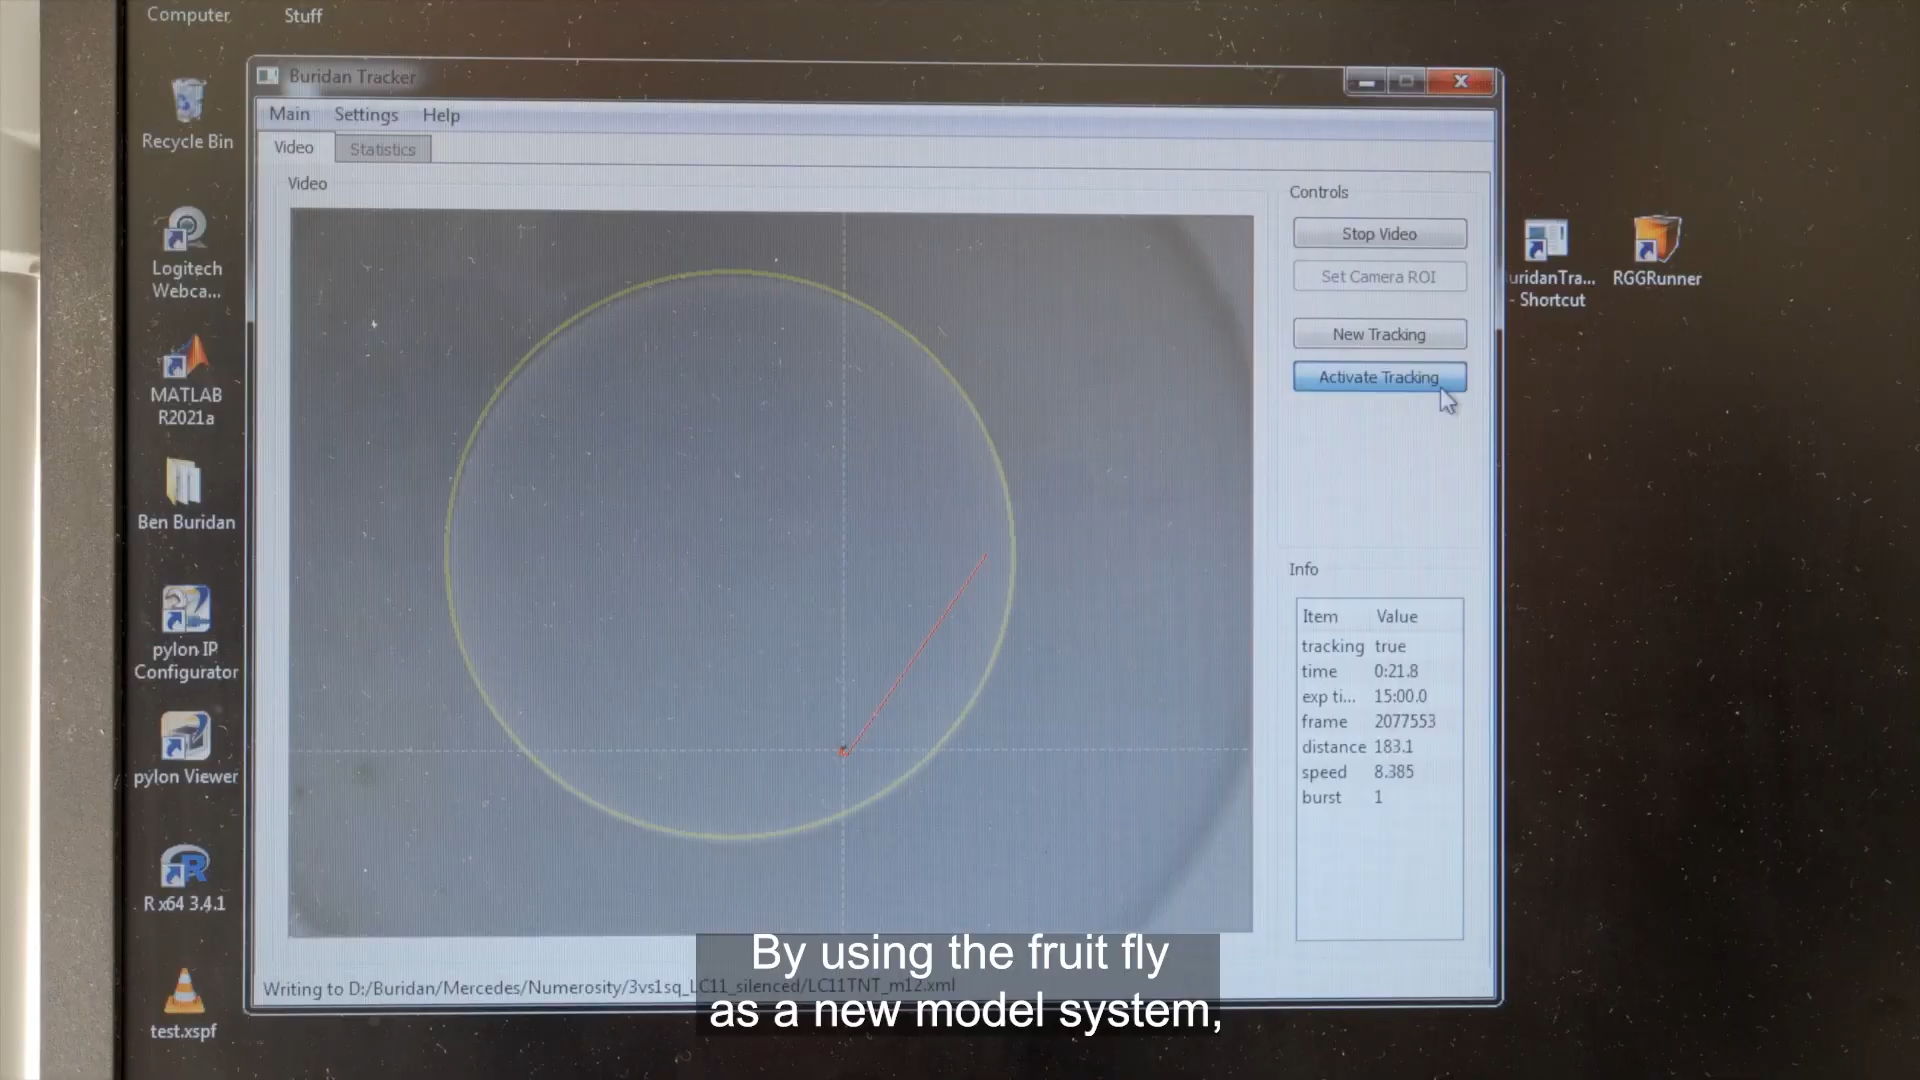 Computer
Stuff
Recycle Bin
Logitech
Webca...
MATLAB
R2021a
Ben Buridan
pylon IP
Configurator
pylon Viewer
R x64 3.4.1
test.xspf
Buridan Tracker
Main Settings Help
Video Statistics
Video
Controls
Stop Video
Set Camera ROI
New Tracking
Activate Tracking
Info
Item Value
tracking true
time 0:21.8
exp ti... 15:00.0
frame 2077553
distance 183.1
speed 8.385
burst 1
Writing to D:/Buridan/Mercedes/Numerosity/3vs1sq_LC11_silenced/LC11TNT_m12.xml
uridanTra...
- Shortcut
RGGRunner
By using the fruit fly
as a new model system,